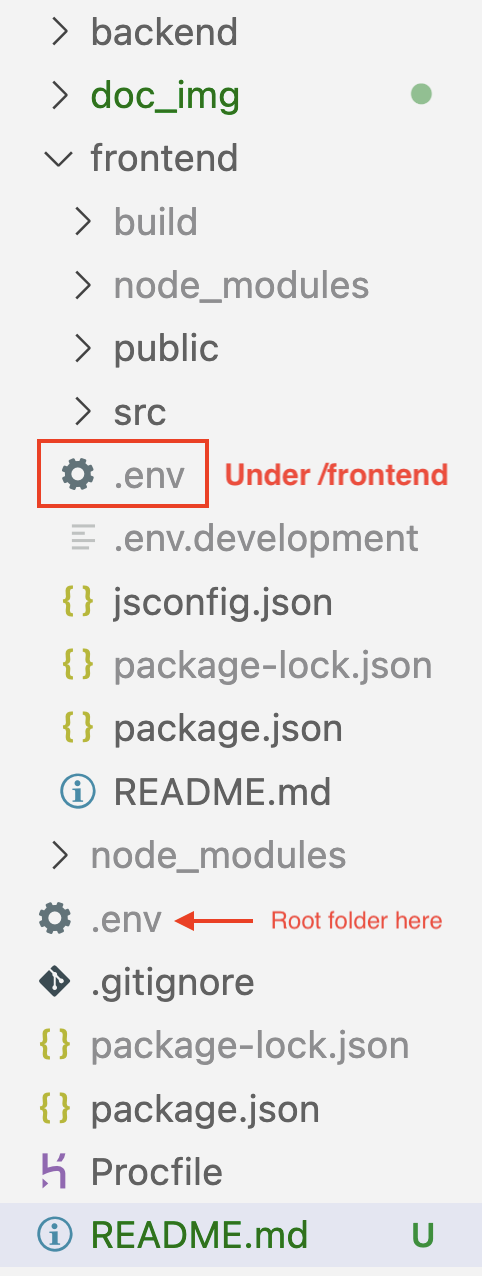 backend
doc_img
frontend
build
node_modules
public
src
.env Under /frontend
.env.development
{ } jsconfig.json
{ } package-lock.json
{ } package.json
README.md
node_modules
.env Root folder here
.gitignore
{ } package-lock.json
{ } package.json
Procfile
README.md U